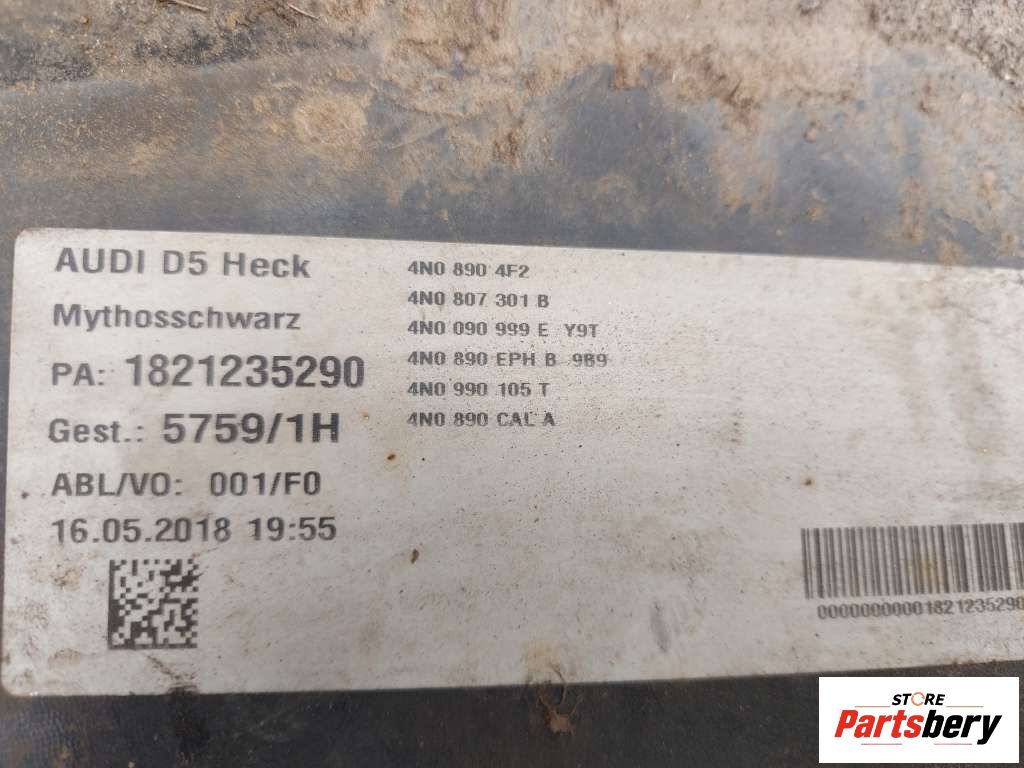 AUDI D5 Heck
Mythosschwarz
PA: 1821235290
Gest.: 5759/1H
ABL/VO: 001/F0
16.05.2018 19:55
4N0 890 4F2
4N0 807 301 B
4N0 090 999 E Y9T
4N0 890 EPH B 9B9
4N0 990 105 T
4N0 890 CAL A
00000000001821235290
STORE
Partsbery